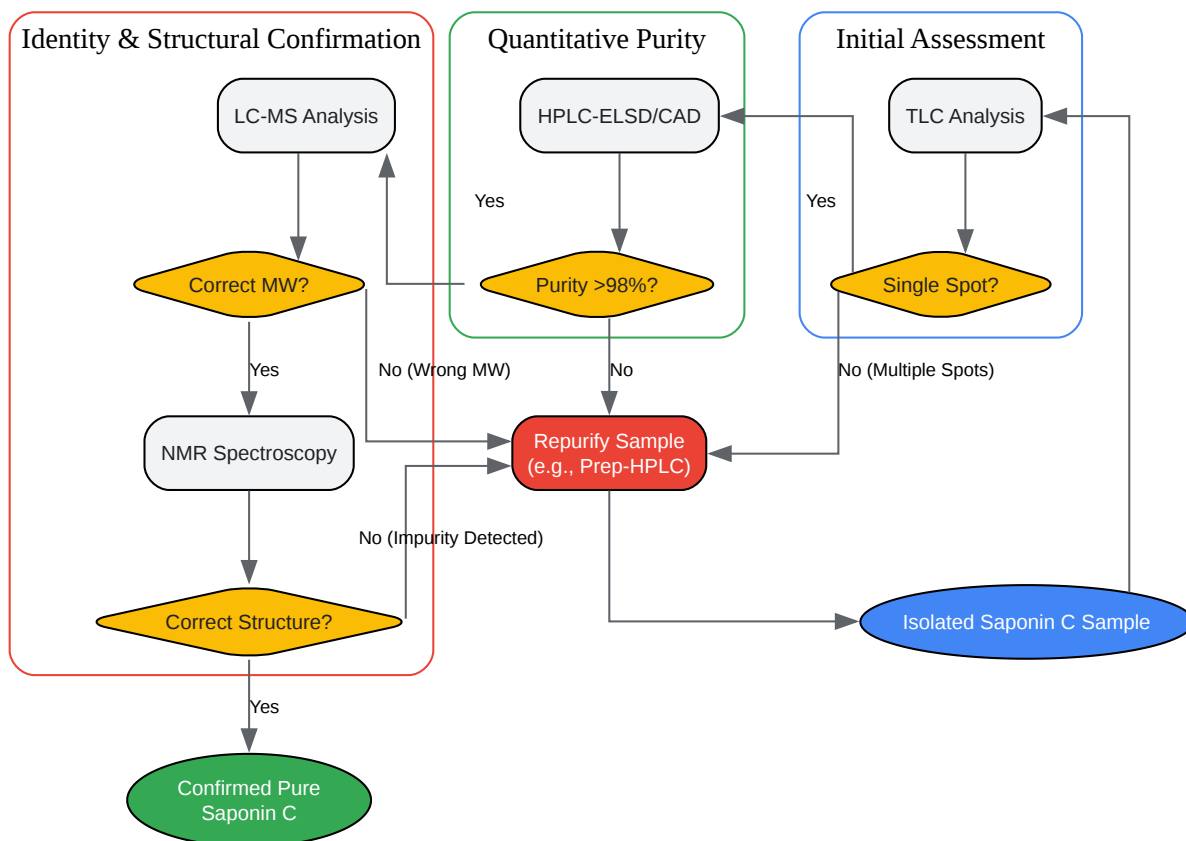 Identity & Structural Confirmation
Quantitative Purity
Initial Assessment
LC-MS Analysis
HPLC-ELSD/CAD
TLC Analysis
Yes
Yes
Correct MW?
Purity >98%?
Single Spot?
Yes
No (Wrong MW)
No
No (Multiple Spots)
NMR Spectroscopy
Repurify Sample
(e.g., Prep-HPLC)
No (Impurity Detected)
Correct Structure?
Isolated Saponin C Sample
Yes
Confirmed Pure
Saponin C